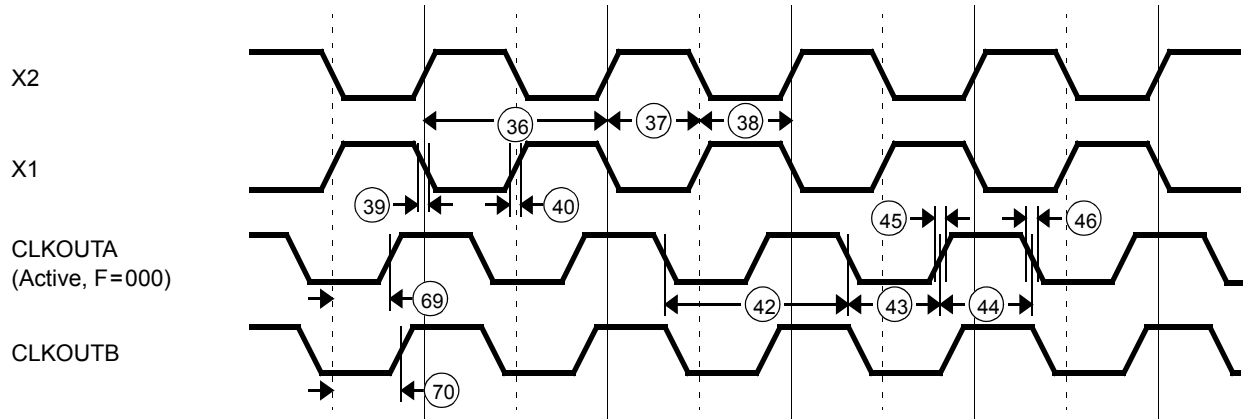 X2
36
37
38
X1
39
40
45
46
CLKOUTA
(Active, F=000)
69
42
43
44
CLKOUTB
70